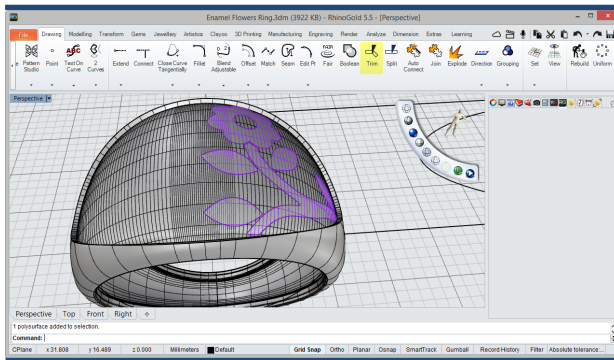 Enamel Flowers Ring.3dm (3922 KB) - RhinoGold 5.5 - [Perspective]
File Drawing Modelling Transform Gems Jewellery Artistics Clayoo 3D Printing Manufacturing Engraving Render Analyze Dimension Extras Learning
Pattern Studio Point Text On Curve 2 Curves Extend Connect Close Curve Tangentially Fillet Blend Adjustable Offset Match Seam Edit Pt Fair Boolean Trim Split Auto Connect Join Explode Direction Grouping Set View Rebuild Uniform
Perspective
Perspective Top Front Right
1 polysurface added to selection.
Command:
CPlane x 31.808 y 16.489 z 0.000 Millimeters Default Grid Snap Ortho Planar Osnap SmartTrack Gumball Record History Filter Absolute tolerance:...